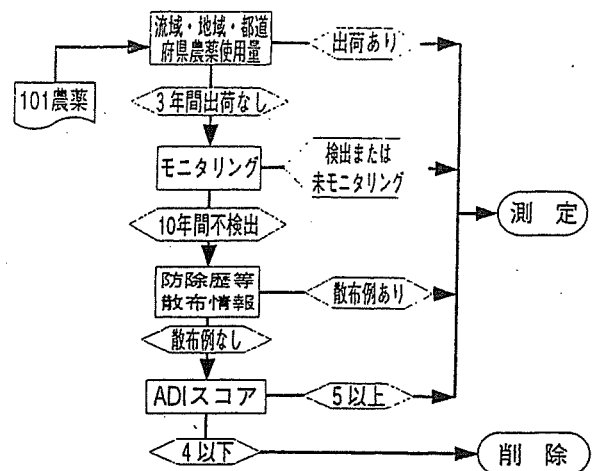 流域・地域・都道
府県農薬使用量
出荷あり
101農薬
3年間出荷なし
モニタリング
検出または
未モニタリング
10年間不検出
測 定
防除歴等
散布情報
散布例あり
散布例なし
ADIスコア
5以上
4以下
削 除